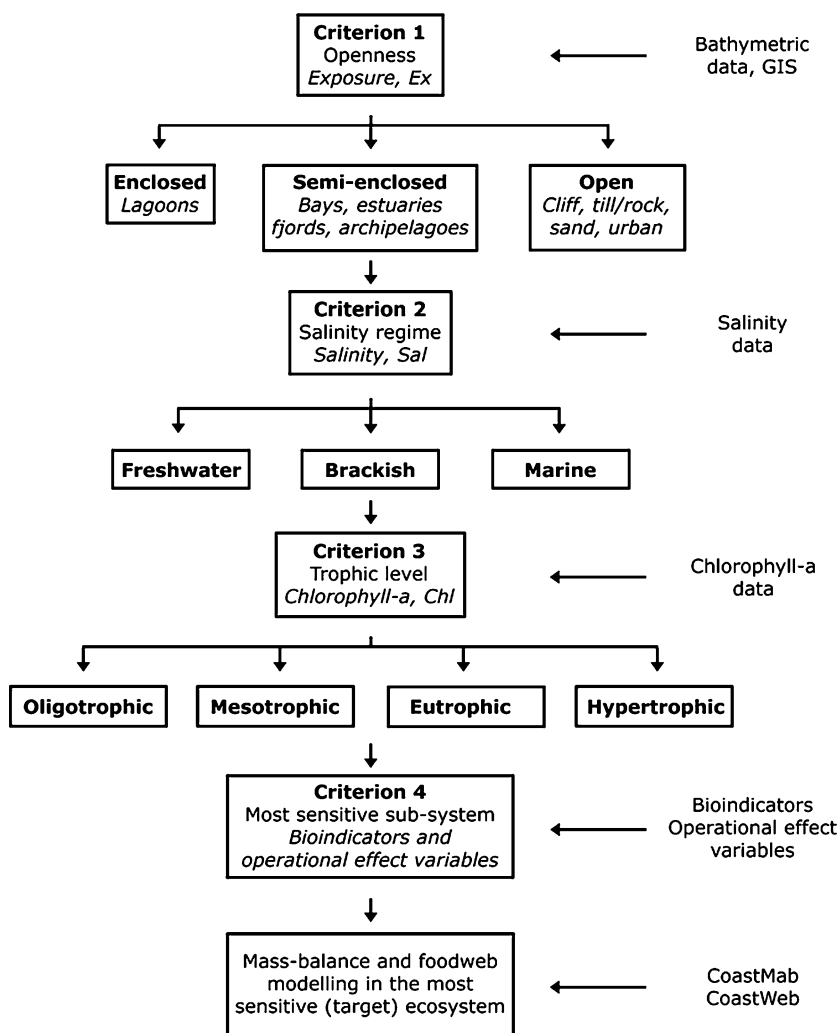 Criterion 1
Openness
Exposure, Ex
Bathymetric
data, GIS
Enclosed
Lagoons
Semi-enclosed
Bays, estuaries
fjords, archipelagoes
Open
Cliff, till/rock,
sand, urban
Criterion 2
Salinity regime
Salinity, Sal
Salinity
data
Freshwater
Brackish
Marine
Criterion 3
Trophic level
Chlorophyll-a, Chl
Chlorophyll-a
data
Oligotrophic
Mesotrophic
Eutrophic
Hypertrophic
Criterion 4
Most sensitive sub-system
Bioindicators and
operational effect variables
Bioindicators
Operational effect
variables
Mass-balance and foodweb
modelling in the most
sensitive (target) ecosystem
CoastMab
CoastWeb